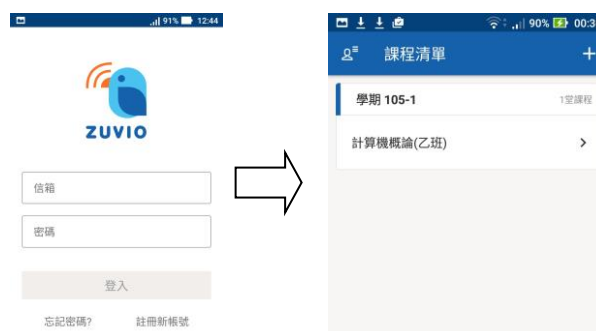 91% 12:44
ZUVIO
信箱
密碼
登入
忘記密碼? 註冊新帳號
90% 00:3
課程清單
學期 105-1 1堂課程
計算機概論(乙班)